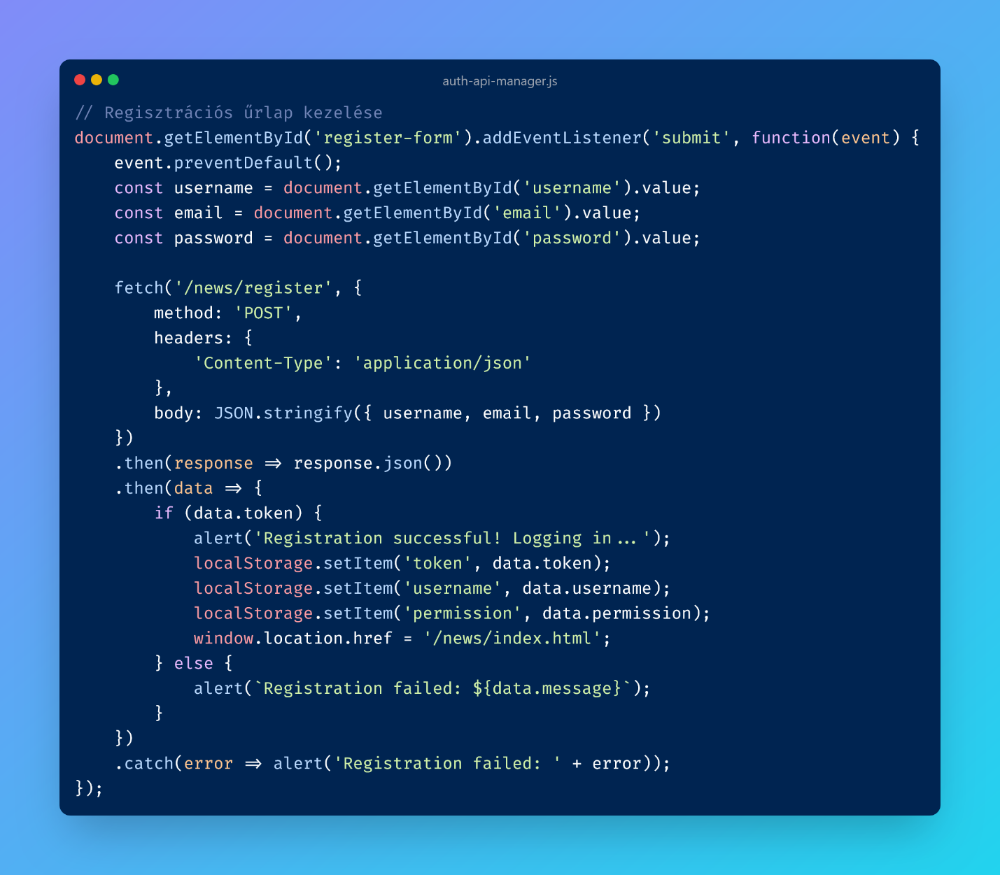 auth-api-manager.js
// Regisztrációs űrlap kezelése
document.getElementById('register-form').addEventListener('submit', function(event) {
    event.preventDefault();
    const username = document.getElementById('username').value;
    const email = document.getElementById('email').value;
    const password = document.getElementById('password').value;

    fetch('/news/register', {
        method: 'POST',
        headers: {
            'Content-Type': 'application/json'
        },
        body: JSON.stringify({ username, email, password })
    })
    .then(response => response.json())
    .then(data => {
        if (data.token) {
            alert('Registration successful! Logging in...');
            localStorage.setItem('token', data.token);
            localStorage.setItem('username', data.username);
            localStorage.setItem('permission', data.permission);
            window.location.href = '/news/index.html';
        } else {
            alert(`Registration failed: ${data.message}`);
        }
    })
    .catch(error => alert('Registration failed: ' + error));
});